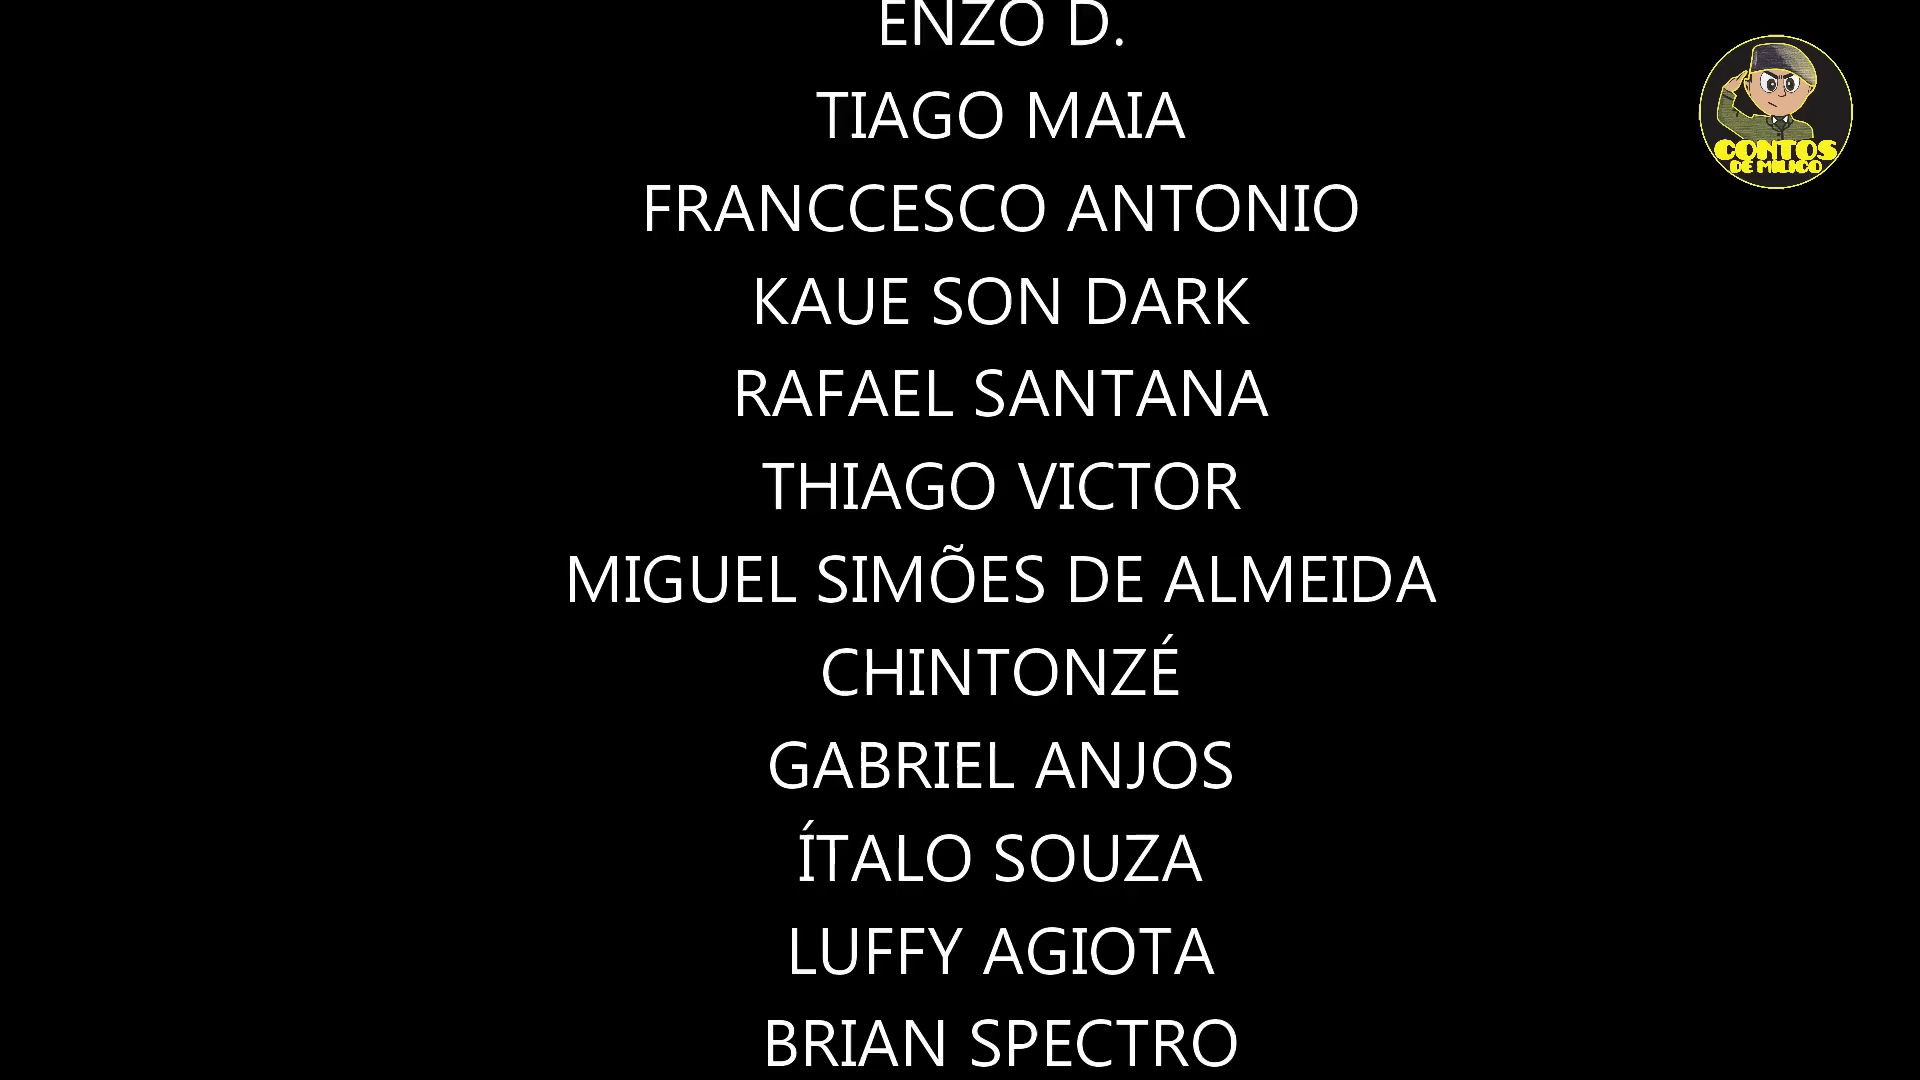 ENZO D.
TIAGO MAIA
FRANCCESCO ANTONIO
KAUE SON DARK
RAFAEL SANTANA
THIAGO VICTOR
MIGUEL SIMÕES DE ALMEIDA
CHINTONZÉ
GABRIEL ANJOS
ÍTALO SOUZA
LUFFY AGIOTA
BRIAN SPECTRO
CONTOS
DE MILICO